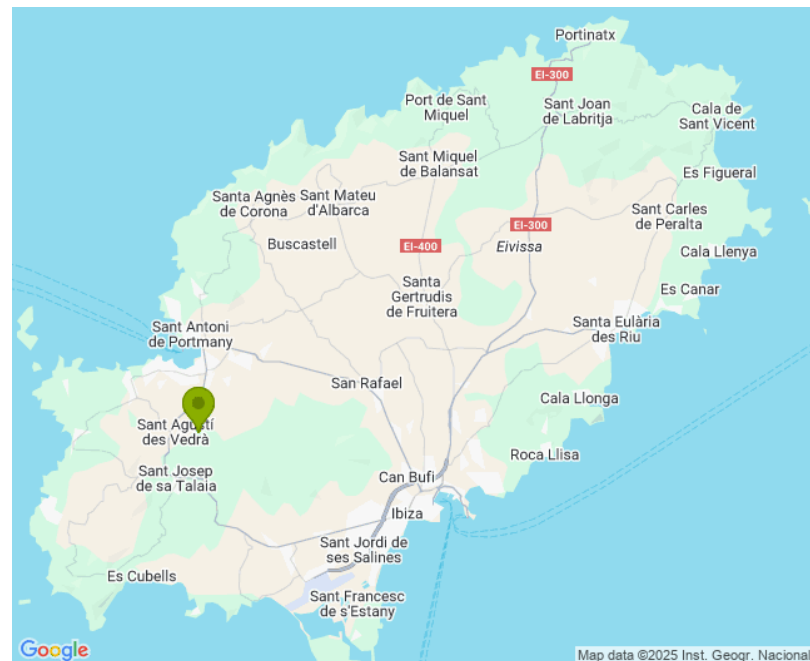 Portinatx
EI-300
Port de Sant
Miquel
Sant Joan
de Labritja
Cala de
Sant Vicent
Sant Miquel
de Balansat
Es Figueral
Santa Agnès
de Corona
Sant Mateu
d'Albarca
Sant Carles
de Peralta
EI-300
Buscastell
EI-400
Eivissa
Cala Llenya
Santa
Gertrudis
de Fruitera
Es Canar
Sant Antoni
de Portmany
Santa Eulària
des Riu
San Rafael
Cala Llonga
Sant Agustí
des Vedrà
Roca Llisa
Sant Josep
de sa Talaia
Can Bufi
Ibiza
Sant Jordi de
ses Salines
Es Cubells
Sant Francesc
de s'Estany
Google
Map data ©2025 Inst. Geogr. Nacional